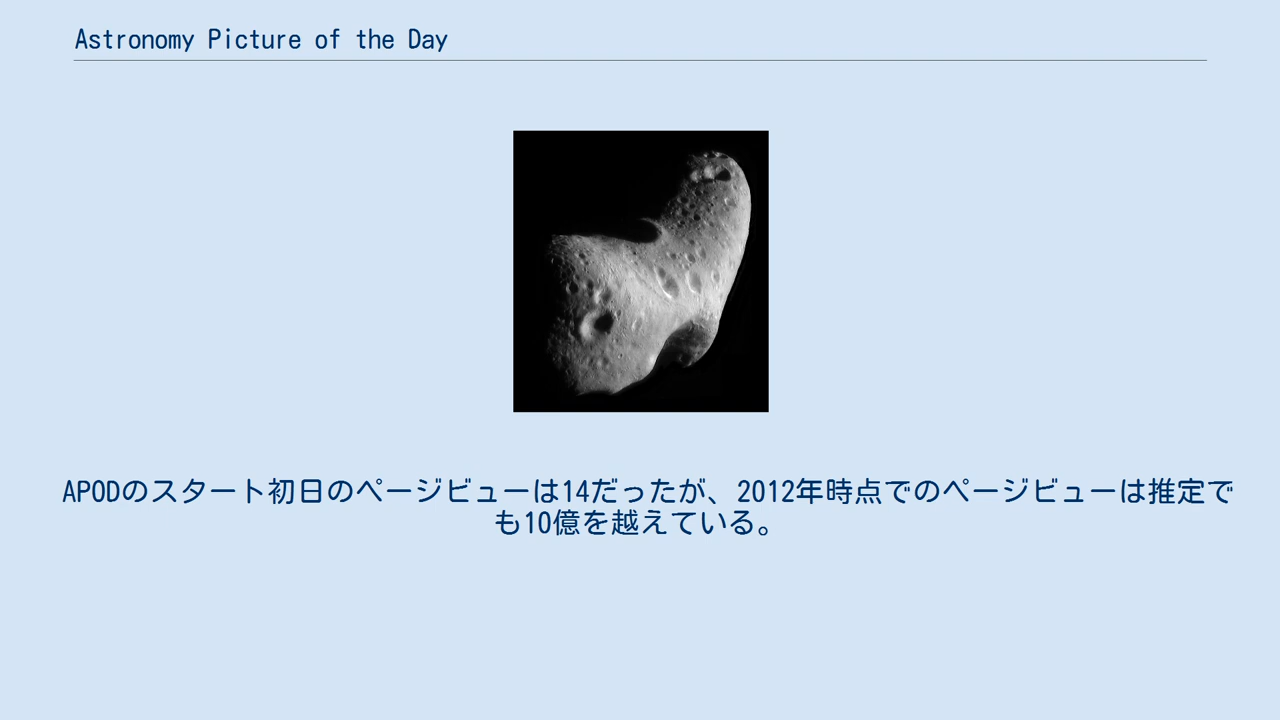 Astronomy Picture of the Day
APODのスタート初日のページビューは14だったが、2012年時点でのページビューは推定で
も10億を越えている。